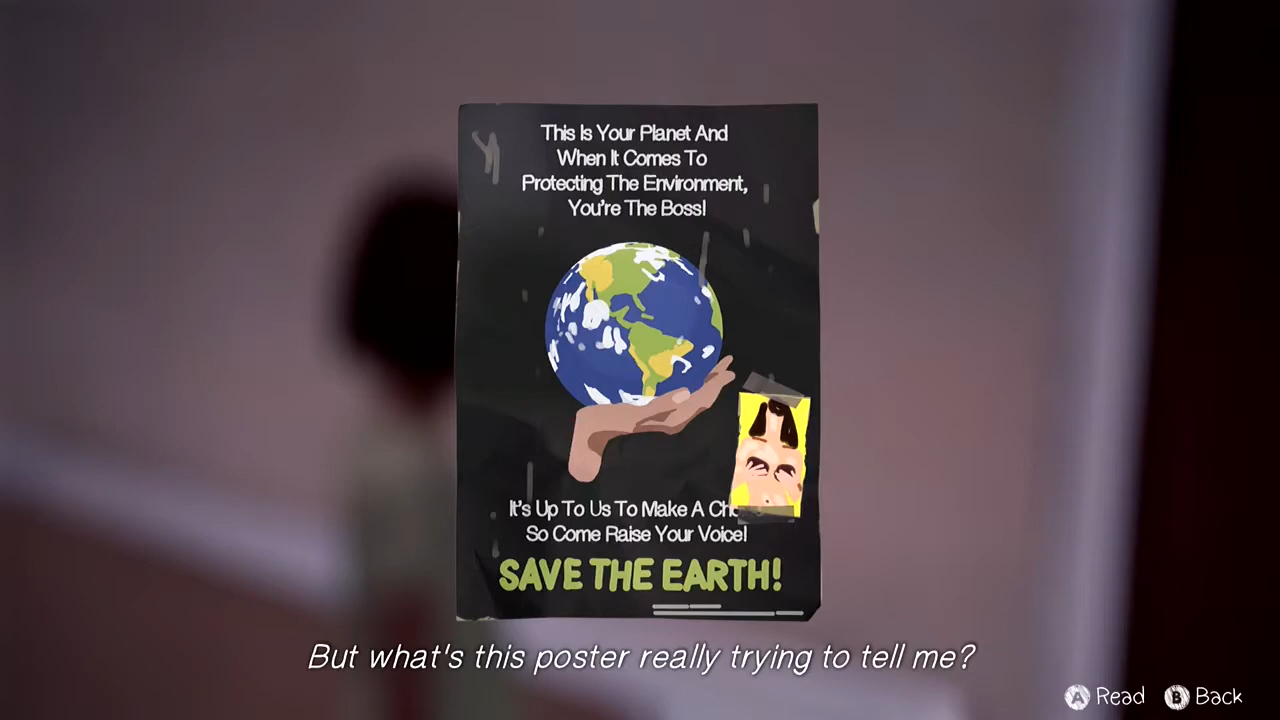 This Is Your Planet And
When It Comes To
Protecting The Environment,
You're The Boss!
It's Up To Us To Make A
So Come Raise Your Voice!
SAVE THE EARTH!
But what's this poster really trying to tell me?
A Read B Back